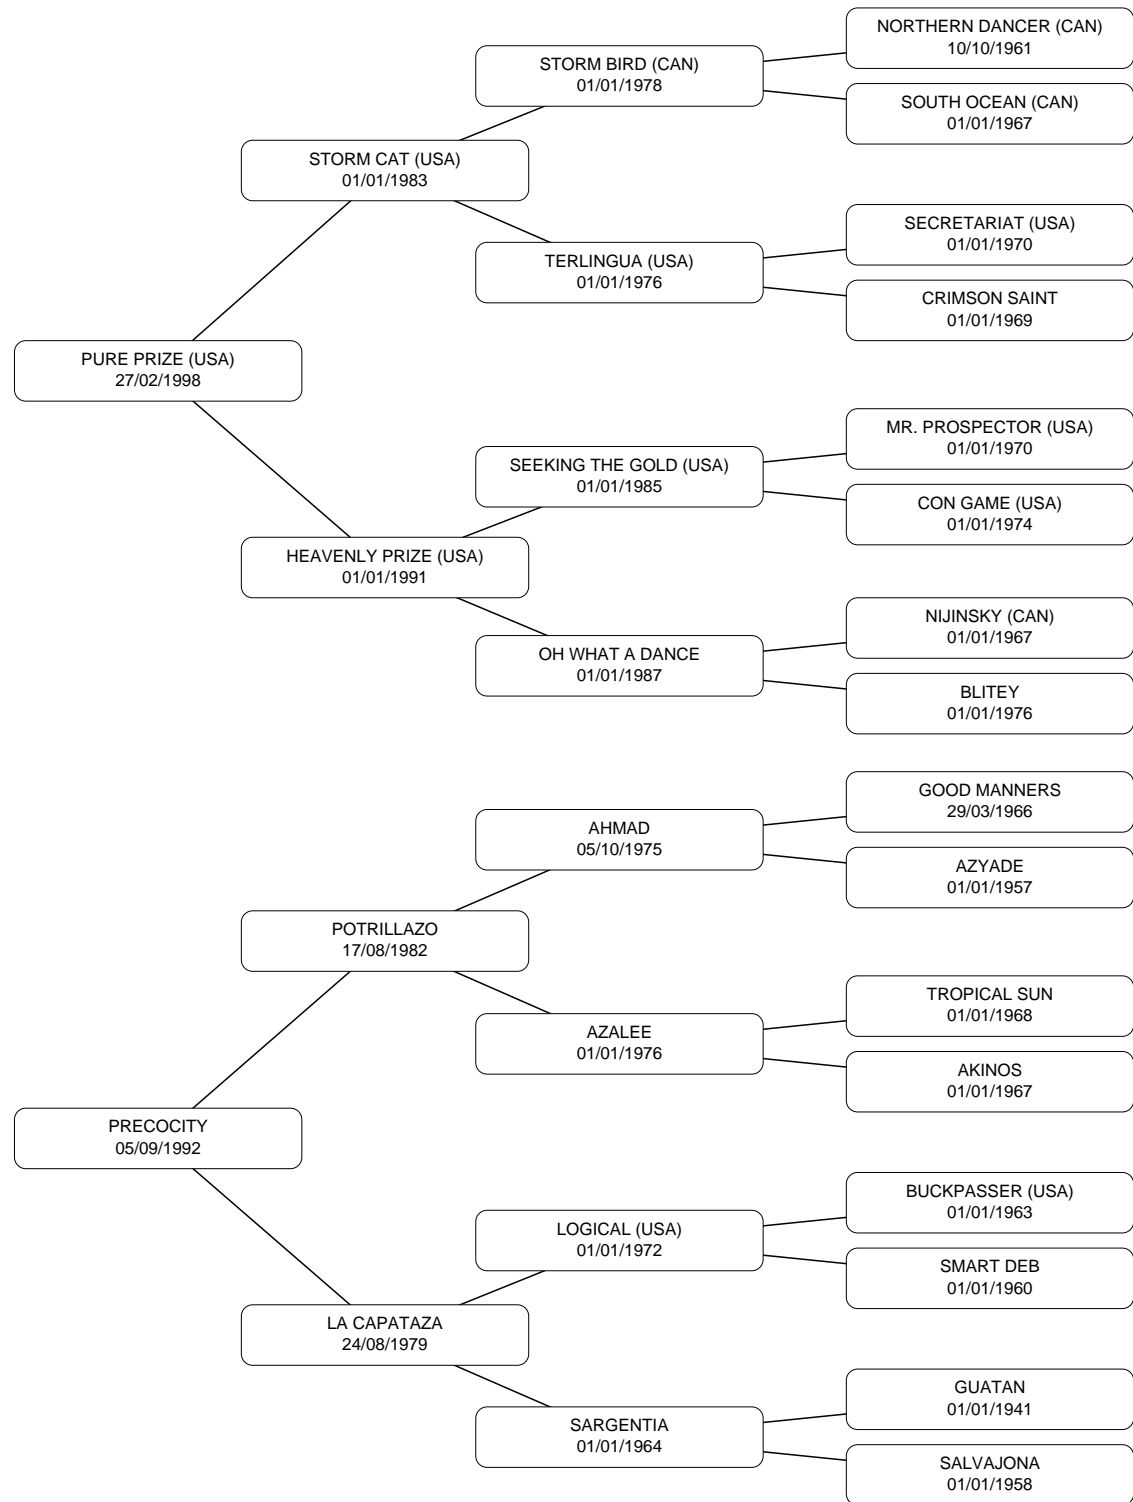 NORTHERN DANCER (CAN)
10/10/1961
STORM BIRD (CAN)
01/01/1978
SOUTH OCEAN (CAN)
01/01/1967
STORM CAT (USA)
01/01/1983
SECRETARIAT (USA)
01/01/1970
TERLINGUA (USA)
01/01/1976
CRIMSON SAINT
01/01/1969
PURE PRIZE (USA)
27/02/1998
MR. PROSPECTOR (USA)
01/01/1970
SEEKING THE GOLD (USA)
01/01/1985
CON GAME (USA)
01/01/1974
HEAVENLY PRIZE (USA)
01/01/1991
NIJINSKY (CAN)
01/01/1967
OH WHAT A DANCE
01/01/1987
BLITEY
01/01/1976
GOOD MANNERS
29/03/1966
AHMAD
05/10/1975
AZYADE
01/01/1957
POTRILLAZO
17/08/1982
TROPICAL SUN
01/01/1968
AZALEE
01/01/1976
AKINOS
01/01/1967
PRECOCITY
05/09/1992
BUCKPASSER (USA)
01/01/1963
LOGICAL (USA)
01/01/1972
SMART DEB
01/01/1960
LA CAPATAZA
24/08/1979
GUATAN
01/01/1941
SARGENTIA
01/01/1964
SALVAJONA
01/01/1958